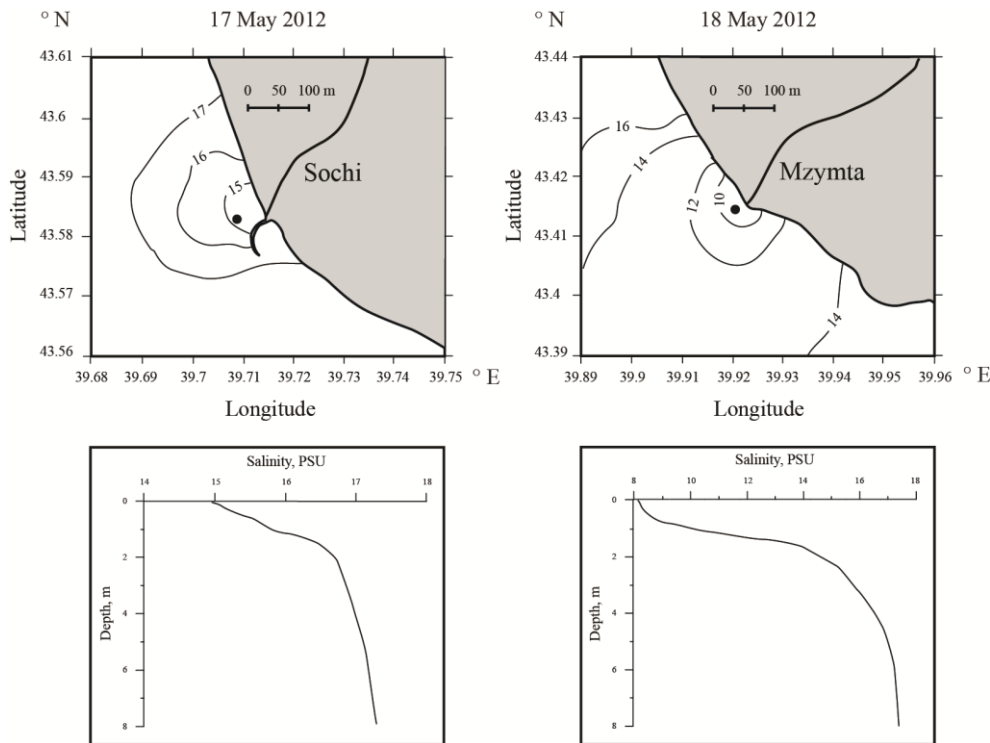 ° N 17 May 2012
43.61
43.6
43.59
43.58
43.57
43.56
Latitude
0 50 100 m
17
16
15
Sochi
39.68 39.69 39.7 39.71 39.72 39.73 39.74 39.75 ° E
Longitude
° N 18 May 2012
43.44
43.43
43.42
43.41
43.4
43.39
Latitude
0 50 100 m
16
14
12
10
14
Mzymta
39.89 39.9 39.91 39.92 39.93 39.94 39.95 39.96 ° E
Longitude
Salinity, PSU
14 15 16 17 18
0
2
4
6
8
Depth, m
Salinity, PSU
8 10 12 14 16 18
0
2
4
6
8
Depth, m